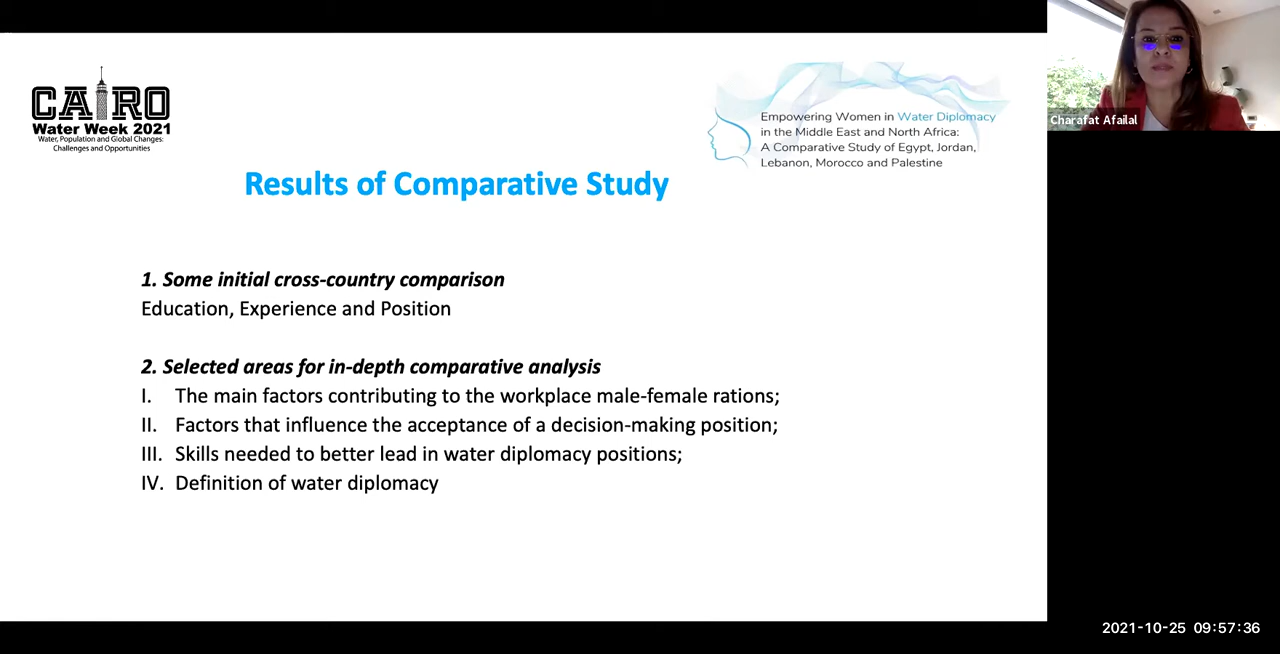 CAIRO
Water Week 2021
Water, Population and Global Changes:
Challenges and Opportunities
Empowering Women in Water Diplomacy
in the Middle East and North Africa:
A Comparative Study of Egypt, Jordan,
Lebanon, Morocco and Palestine
Charafat Afailal
Results of Comparative Study
1. Some initial cross-country comparison
Education, Experience and Position
2. Selected areas for in-depth comparative analysis
I. The main factors contributing to the workplace male-female rations;
II. Factors that influence the acceptance of a decision-making position;
III. Skills needed to better lead in water diplomacy positions;
IV. Definition of water diplomacy
2021-10-25 09:57:36